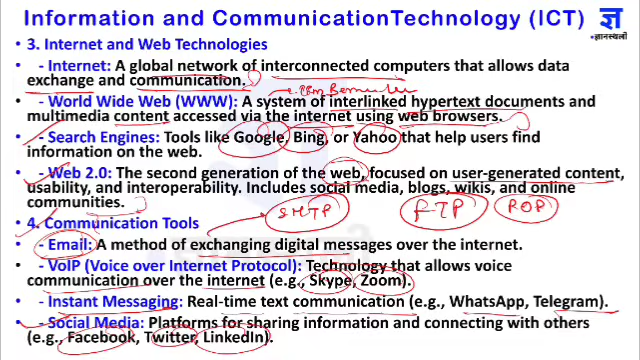 Information and CommunicationTechnology (ICT)
ज्ञ
ज्ञानस्थली
• 3. Internet and Web Technologies
• - Internet: A global network of interconnected computers that allows data
exchange and communication.
• - World Wide Web (WWW): A system of interlinked hypertext documents and
multimedia content accessed via the internet using web browsers.
• - Search Engines: Tools like Google, Bing, or Yahoo that help users find
information on the web.
• - Web 2.0: The second generation of the web, focused on user-generated content,
usability, and interoperability. Includes social media, blogs, wikis, and online
communities.
SMTP FTP POP
• 4. Communication Tools
• - Email: A method of exchanging digital messages over the internet.
• - VoIP (Voice over Internet Protocol): Technology that allows voice
communication over the internet (e.g., Skype, Zoom).
• - Instant Messaging: Real-time text communication (e.g., WhatsApp, Telegram).
• - Social Media: Platforms for sharing information and connecting with others
(e.g., Facebook, Twitter, LinkedIn).